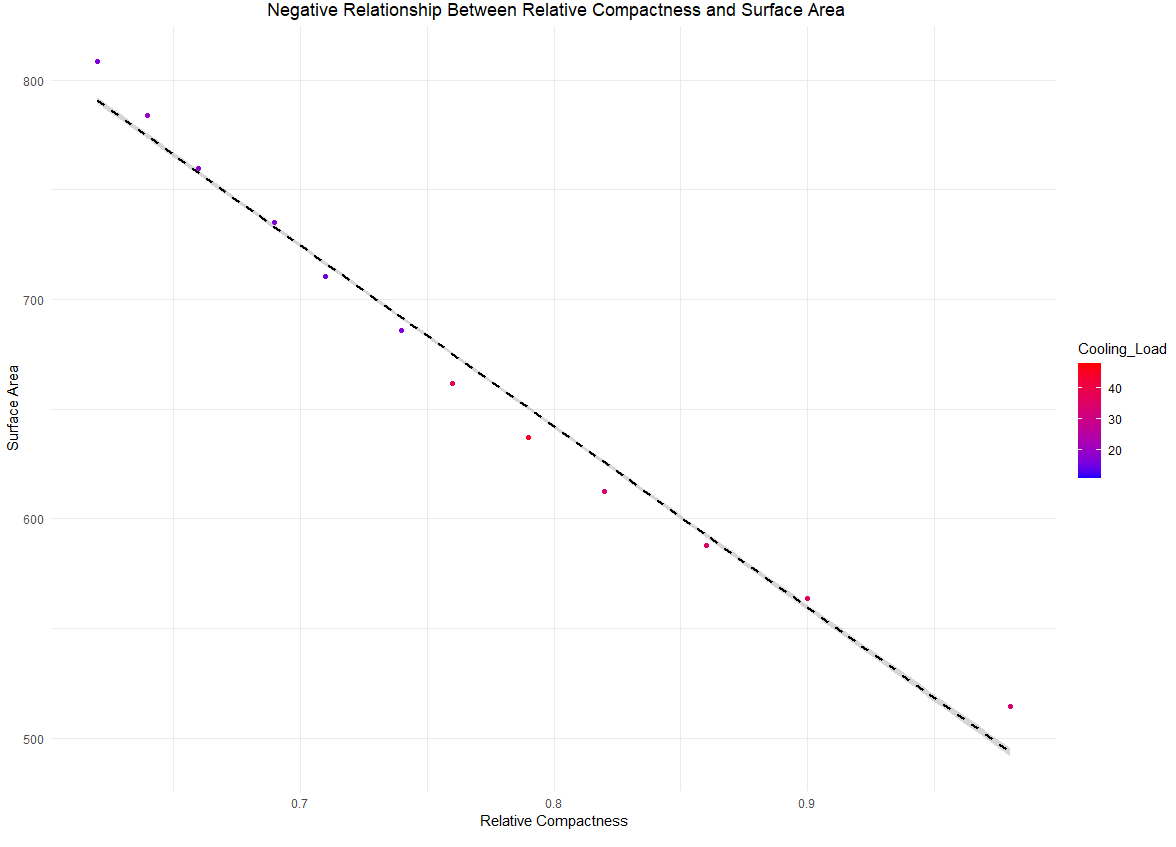 Negative Relationship Between Relative Compactness and Surface Area
800
700
600
500
Surface Area
0.7
0.8
0.9
Relative Compactness
Cooling_Load
40
30
20